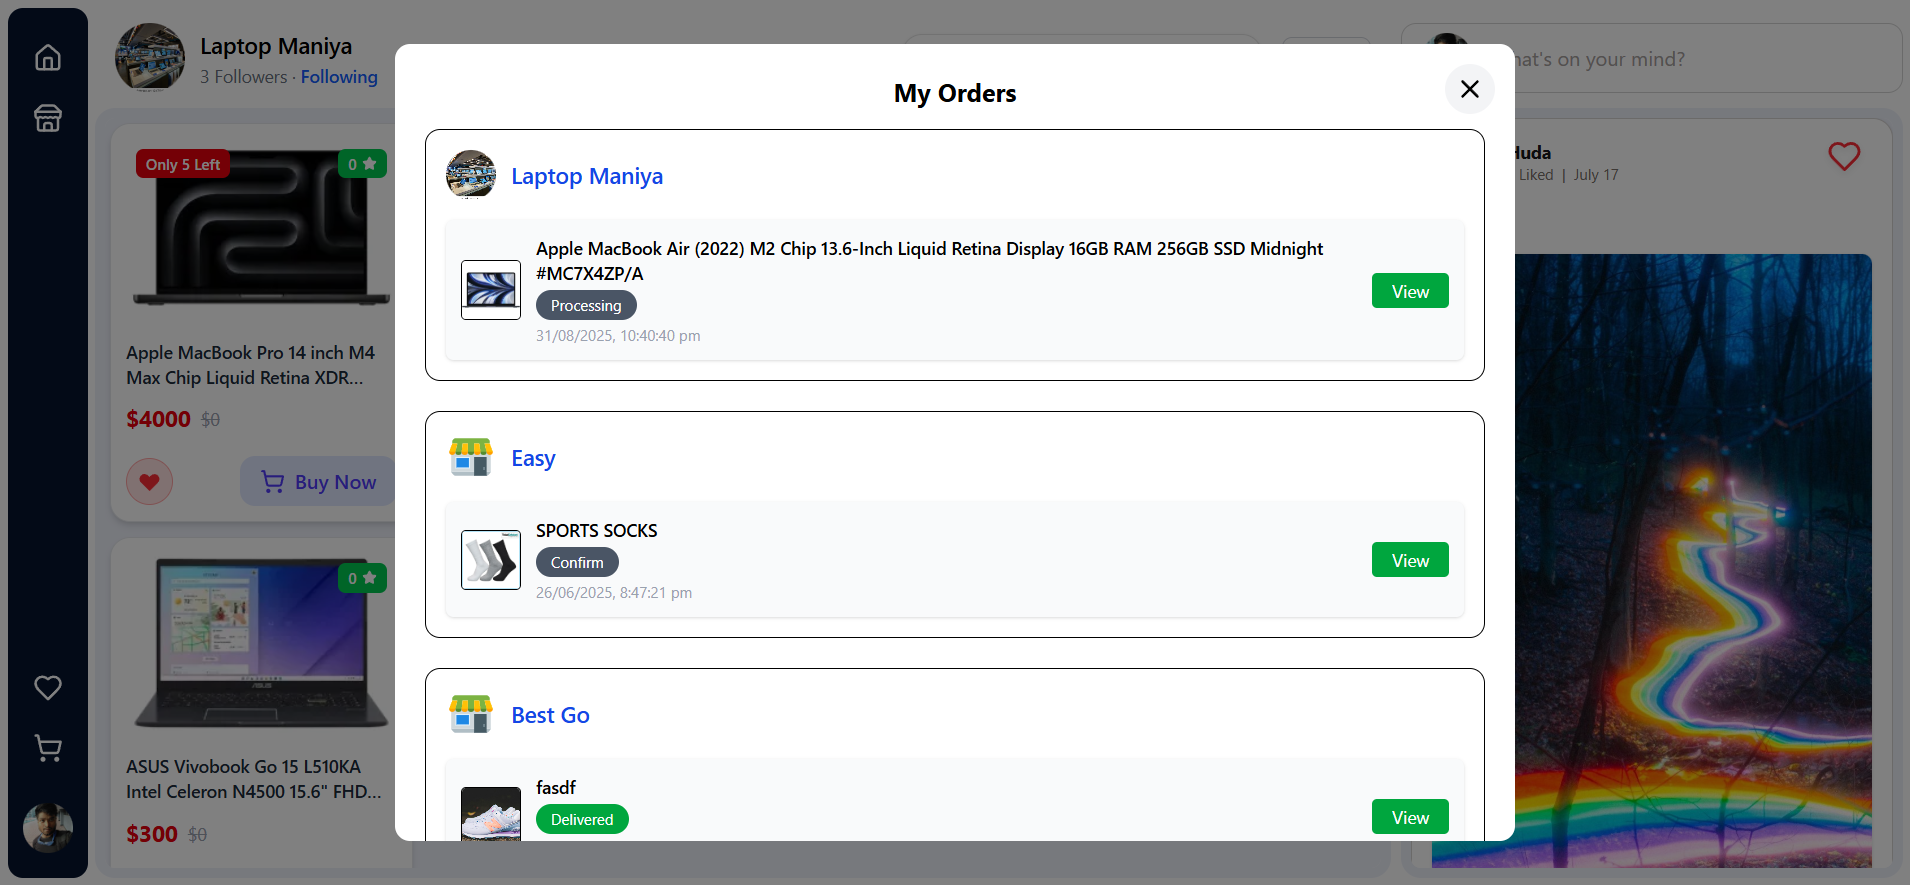 Laptop Maniya
3 Followers · Following
Only 5 Left
0
Apple MacBook Pro 14 inch M4
Max Chip Liquid Retina XDR...
$4000 $0
Buy Now
0
ASUS Vivobook Go 15 L510KA
Intel Celeron N4500 15.6" FHD...
$300 $0
My Orders
Laptop Maniya
Apple MacBook Air (2022) M2 Chip 13.6-Inch Liquid Retina Display 16GB RAM 256GB SSD Midnight
#MC7X4ZP/A
Processing
31/08/2025, 10:40:40 pm
View
Easy
SPORTS SOCKS
Confirm
26/06/2025, 8:47:21 pm
View
Best Go
fasdf
Delivered
View
hat's on your mind?
Huda
Liked | July 17